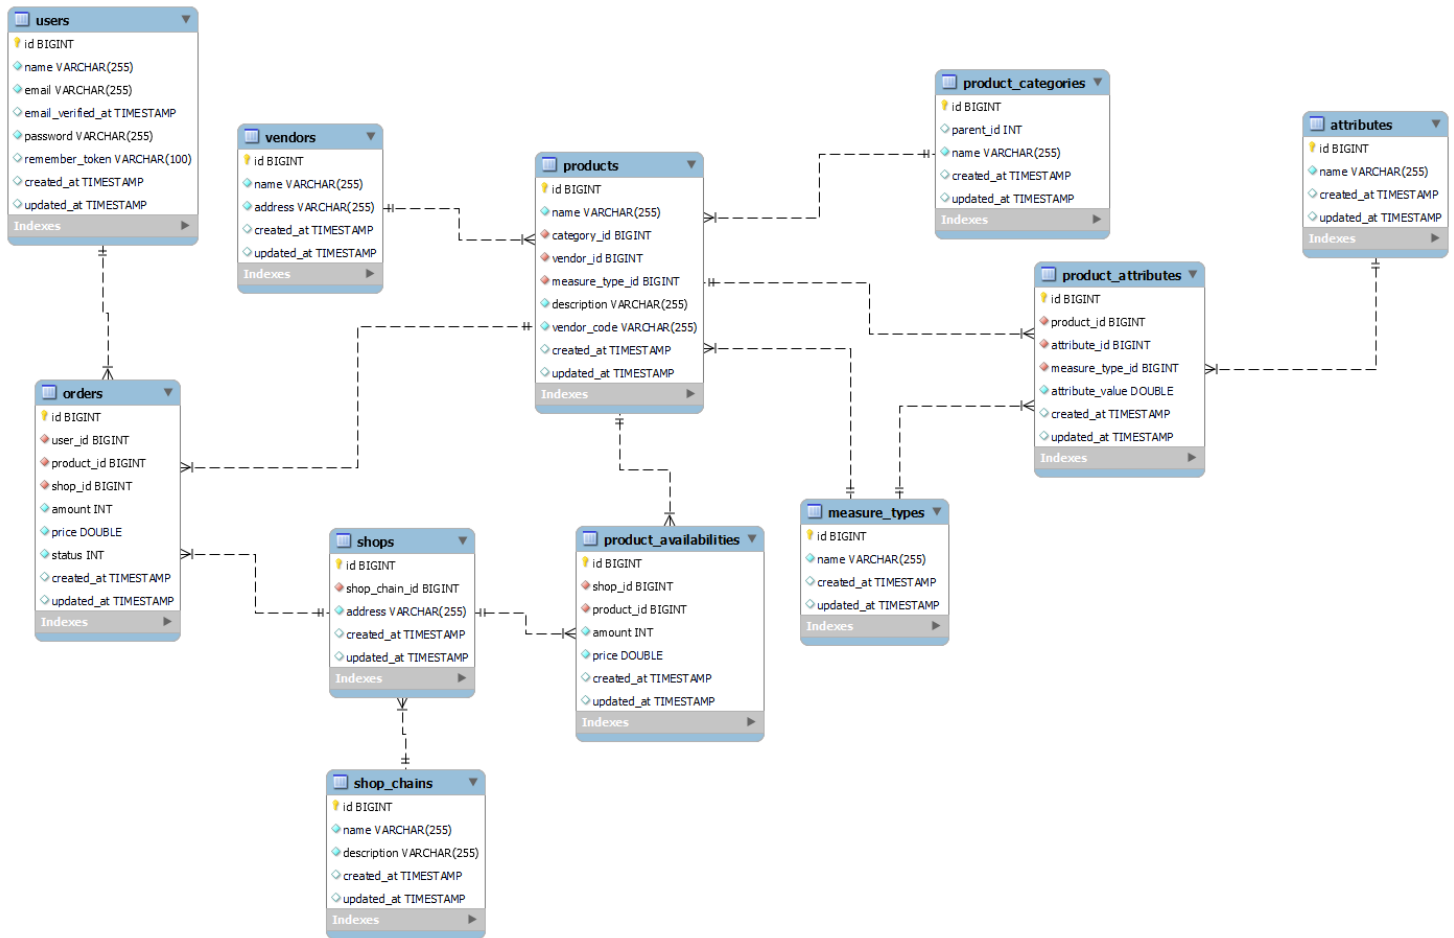 users
id BIGINT
name VARCHAR(255)
email VARCHAR(255)
email_verified_at TIMESTAMP
password VARCHAR(255)
remember_token VARCHAR(100)
created_at TIMESTAMP
updated_at TIMESTAMP
Indexes
vendors
id BIGINT
name VARCHAR(255)
address VARCHAR(255)
created_at TIMESTAMP
updated_at TIMESTAMP
Indexes
products
id BIGINT
name VARCHAR(255)
category_id BIGINT
vendor_id BIGINT
measure_type_id BIGINT
description VARCHAR(255)
vendor_code VARCHAR(255)
created_at TIMESTAMP
updated_at TIMESTAMP
Indexes
product_categories
id BIGINT
parent_id INT
name VARCHAR(255)
created_at TIMESTAMP
updated_at TIMESTAMP
Indexes
attributes
id BIGINT
name VARCHAR(255)
created_at TIMESTAMP
updated_at TIMESTAMP
Indexes
product_attributes
id BIGINT
product_id BIGINT
attribute_id BIGINT
measure_type_id BIGINT
attribute_value DOUBLE
created_at TIMESTAMP
updated_at TIMESTAMP
Indexes
orders
id BIGINT
user_id BIGINT
product_id BIGINT
shop_id BIGINT
amount INT
price DOUBLE
status INT
created_at TIMESTAMP
updated_at TIMESTAMP
Indexes
shops
id BIGINT
shop_chain_id BIGINT
address VARCHAR(255)
created_at TIMESTAMP
updated_at TIMESTAMP
Indexes
product_availabilities
id BIGINT
shop_id BIGINT
product_id BIGINT
amount INT
price DOUBLE
created_at TIMESTAMP
updated_at TIMESTAMP
Indexes
measure_types
id BIGINT
name VARCHAR(255)
created_at TIMESTAMP
updated_at TIMESTAMP
Indexes
shop_chains
id BIGINT
name VARCHAR(255)
description VARCHAR(255)
created_at TIMESTAMP
updated_at TIMESTAMP
Indexes